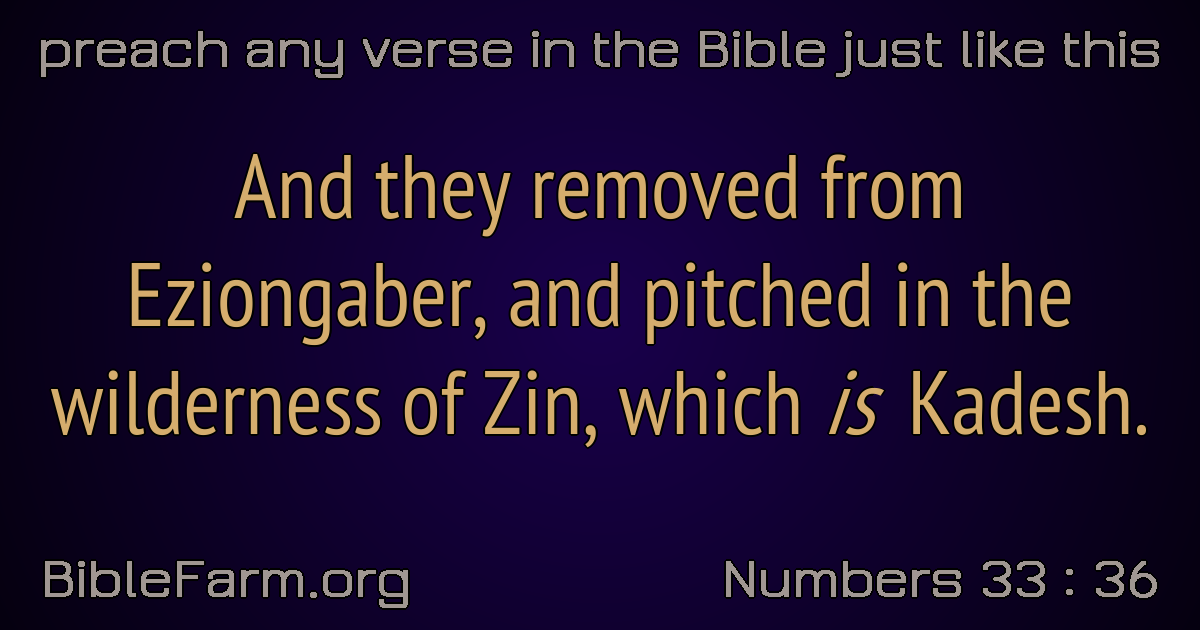 preach any verse in the Bible just like this
And they removed from
Eziongaber, and pitched in the
wilderness of Zin, which is Kadesh.
BibleFarm.org
Numbers 33 : 36